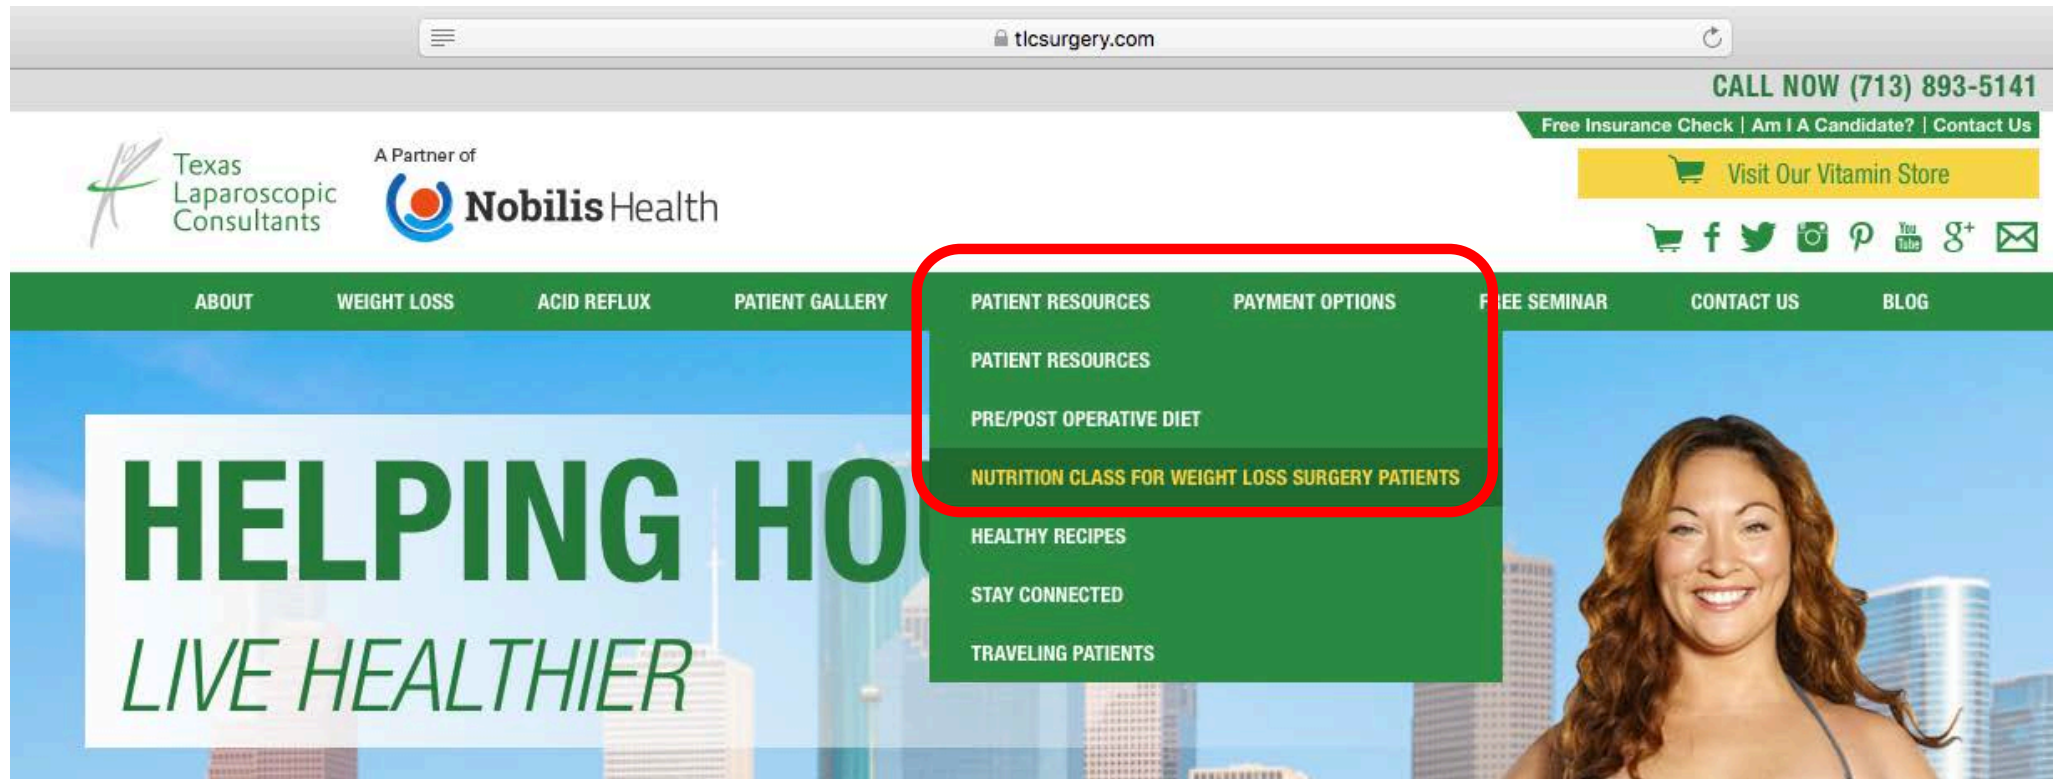 tlcsurgery.com
CALL NOW (713) 893-5141
Free Insurance Check | Am I A Candidate? | Contact Us
Texas
Laparoscopic
Consultants
A Partner of
Nobilis Health
Visit Our Vitamin Store
f You Tube g+
ABOUT WEIGHT LOSS ACID REFLUX PATIENT GALLERY PATIENT RESOURCES PAYMENT OPTIONS FREE SEMINAR CONTACT US BLOG
PATIENT RESOURCES
PRE/POST OPERATIVE DIET
NUTRITION CLASS FOR WEIGHT LOSS SURGERY PATIENTS
HEALTHY RECIPES
STAY CONNECTED
TRAVELING PATIENTS
HELPING HO
LIVE HEALTHIER